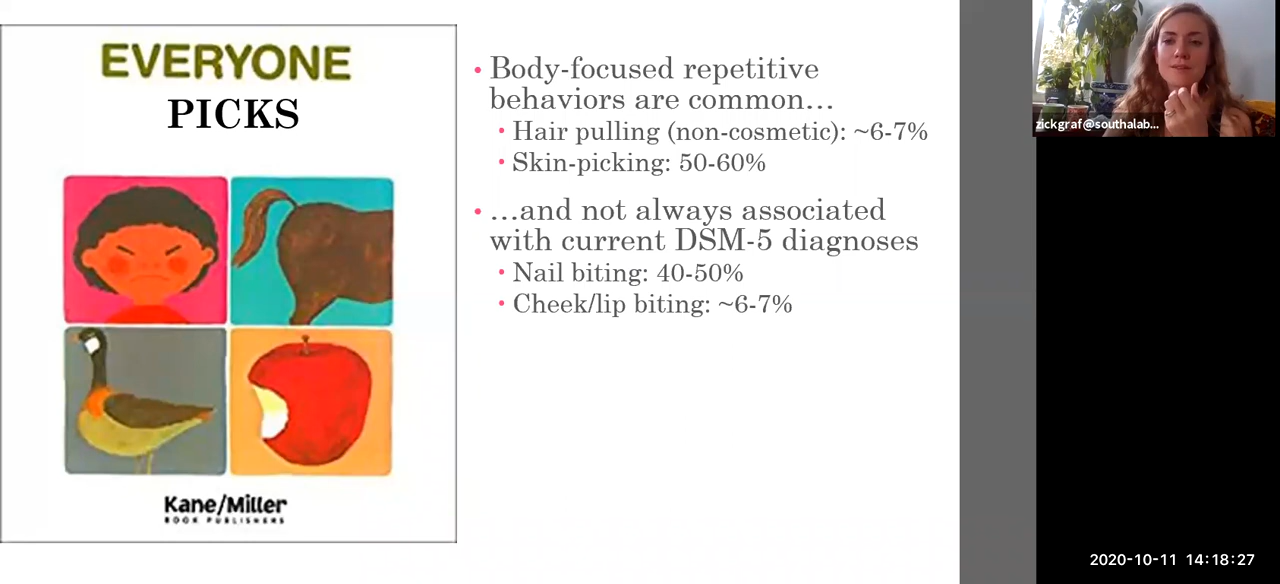 EVERYONE
PICKS
Kane/Miller
BOOK PUBLISHERS
• Body-focused repetitive
behaviors are common…
• Hair pulling (non-cosmetic): ~6-7%
• Skin-picking: 50-60%
• …and not always associated
with current DSM-5 diagnoses
• Nail biting: 40-50%
• Cheek/lip biting: ~6-7%
zickgraf@southalab...
2020-10-11 14:18:27